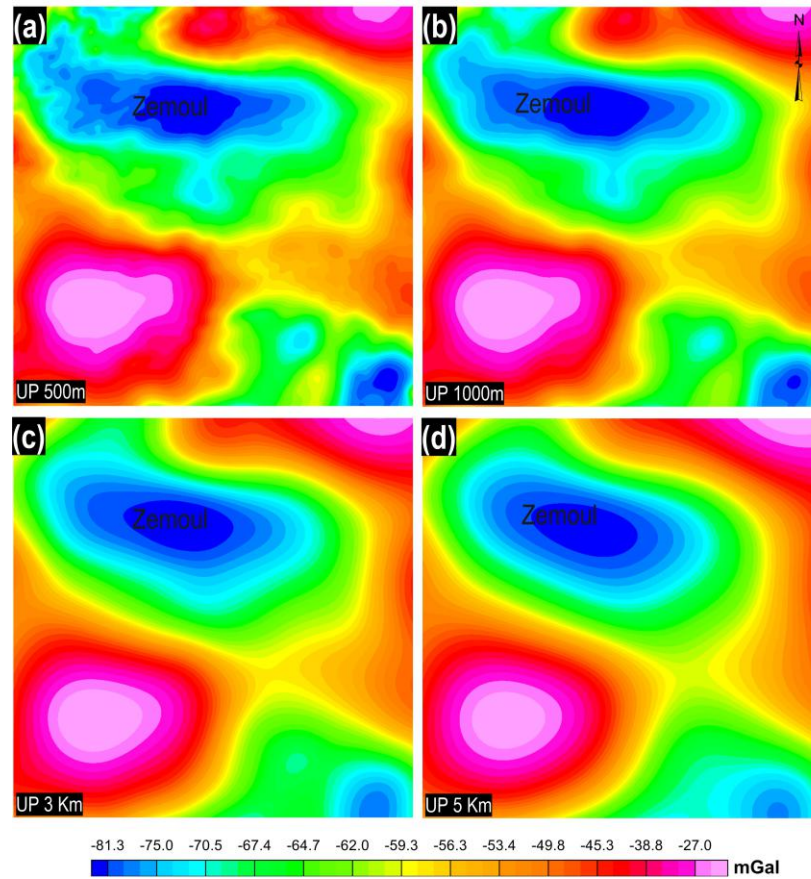 (a)
Zemoul
UP 500m
(b)
N
Zemoul
UP 1000m
(c)
Zemoul
UP 3 Km
(d)
Zemoul
UP 5 Km
-81.3 -75.0 -70.5 -67.4 -64.7 -62.0 -59.3 -56.3 -53.4 -49.8 -45.3 -38.8 -27.0
mGal